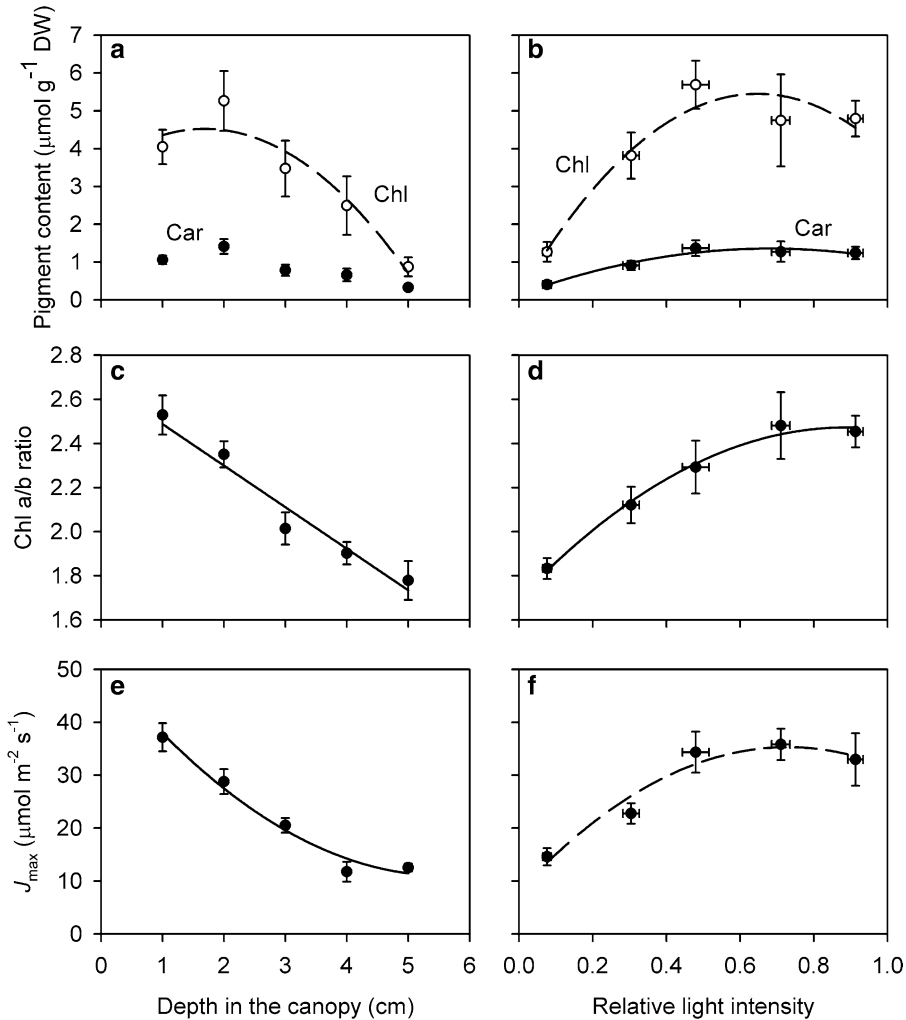 Pigment content (μmol g⁻¹ DW)
7
6
5
4
3
2
1
0
a
Car
Chl
b
Chl
Car
Chl a/b ratio
2.8
2.6
2.4
2.2
2.0
1.8
1.6
c
d
Jmax (μmol m⁻² s⁻¹)
50
40
30
20
10
0
e
f
0 1 2 3 4 5 6
0.0 0.2 0.4 0.6 0.8 1.0
Depth in the canopy (cm)
Relative light intensity